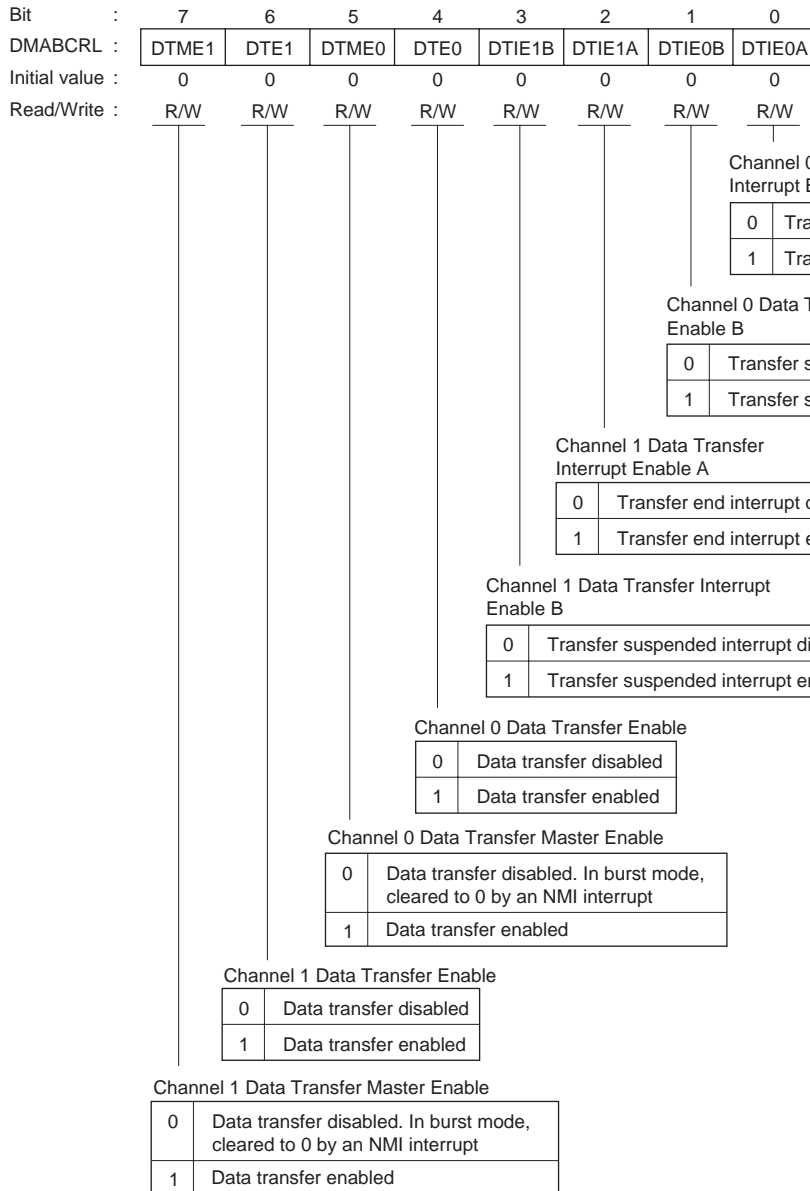 Bit : 7 6 5 4 3 2 1 0
DMABCRL : DTME1 DTE1 DTME0 DTE0 DTIE1B DTIE1A DTIE0B DTIE0A
Initial value : 0 0 0 0 0 0 0 0
Read/Write : R/W R/W R/W R/W R/W R/W R/W R/W
Channel
Interrupt
0
1
Channel 0 Data
Enable B
0 Transfer
1 Transfer
Channel 1 Data Transfer
Interrupt Enable A
0 Transfer end interrupt
1 Transfer end interrupt
Channel 1 Data Transfer Interrupt
Enable B
0 Transfer suspended interrupt
1 Transfer suspended interrupt
Channel 0 Data Transfer Enable
0 Data transfer disabled
1 Data transfer enabled
Channel 0 Data Transfer Master Enable
0 Data transfer disabled. In burst mode,
cleared to 0 by an NMI interrupt
1 Data transfer enabled
Channel 1 Data Transfer Enable
0 Data transfer disabled
1 Data transfer enabled
Channel 1 Data Transfer Master Enable
0 Data transfer disabled. In burst mode,
cleared to 0 by an NMI interrupt
1 Data transfer enabled